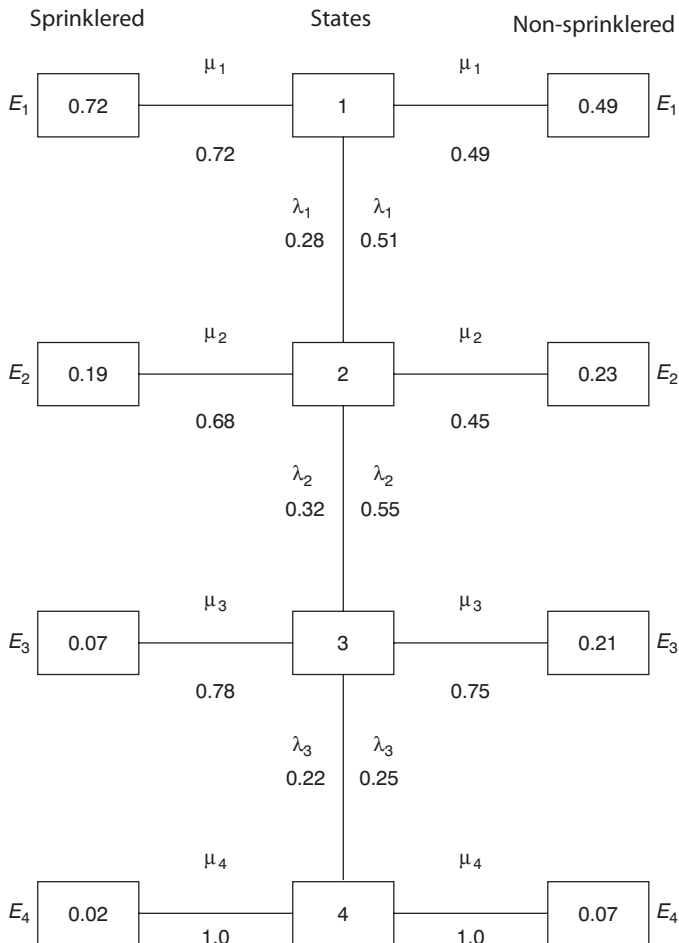 Sprinklered States Non-sprinklered
μ1 μ1
E1 0.72 1 0.49 E1
0.72 0.49
λ1 λ1
0.28 0.51
μ2 μ2
E2 0.19 2 0.23 E2
0.68 0.45
λ2 λ2
0.32 0.55
μ3 μ3
E3 0.07 3 0.21 E3
0.78 0.75
λ3 λ3
0.22 0.25
μ4 μ4
E4 0.02 4 0.07 E4
1.0 1.0